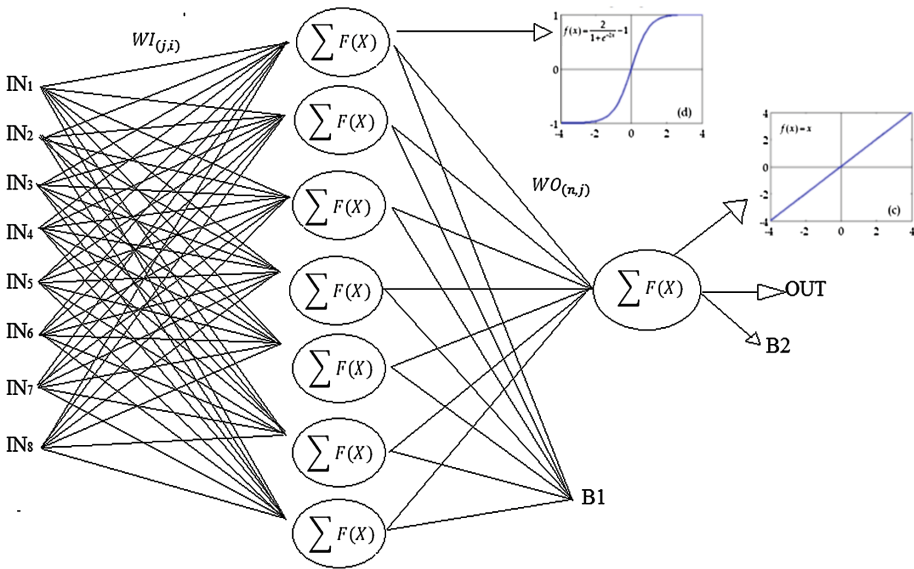 WI(j,i)
IN1
IN2
IN3
IN4
IN5
IN6
IN7
IN8
∑ F(X)
∑ F(X)
∑ F(X)
∑ F(X)
∑ F(X)
∑ F(X)
∑ F(X)
WO(n,j)
∑ F(X)
OUT
B2
B1
f(x)=2/(1+e^-2x)-1
1
0
-1
-4 -2 0 2 4
(d)
f(x)=x
4
2
0
-2
-4
-4 -2 0 2 4
(c)